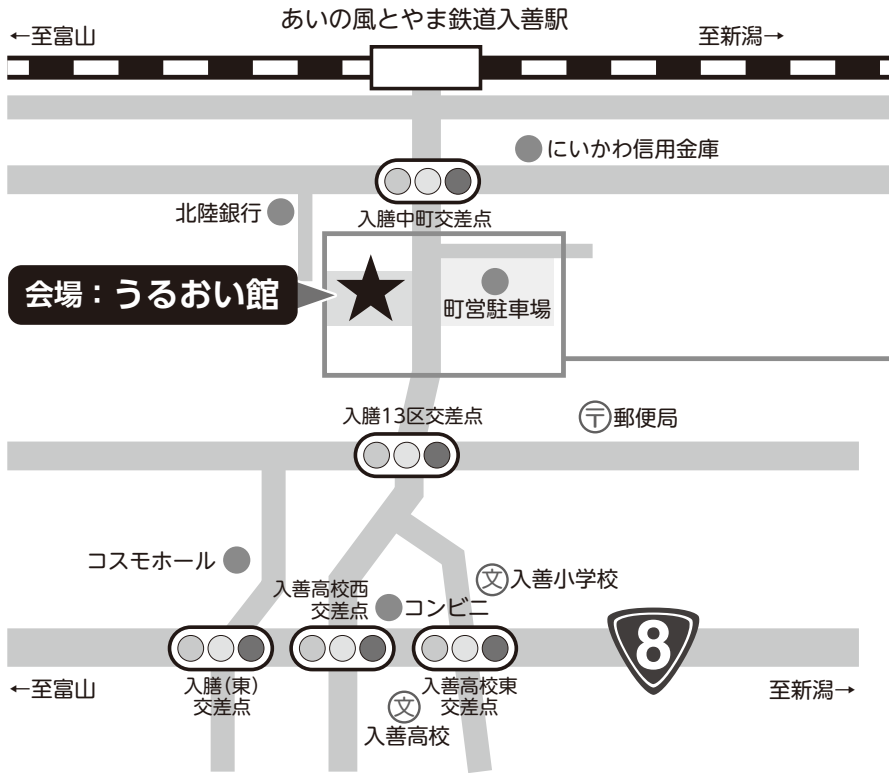 あいの風とやま鉄道入善駅
←至富山
至新潟→
にいかわ信用金庫
北陸銀行
入膳中町交差点
会場：うるおい館
町営駐車場
入膳13区交差点
〒郵便局
コスモホール
入善高校西
交差点
コンビニ
文入善小学校
8
←至富山
入膳(東)
交差点
入善高校東
交差点
至新潟→
文
入善高校